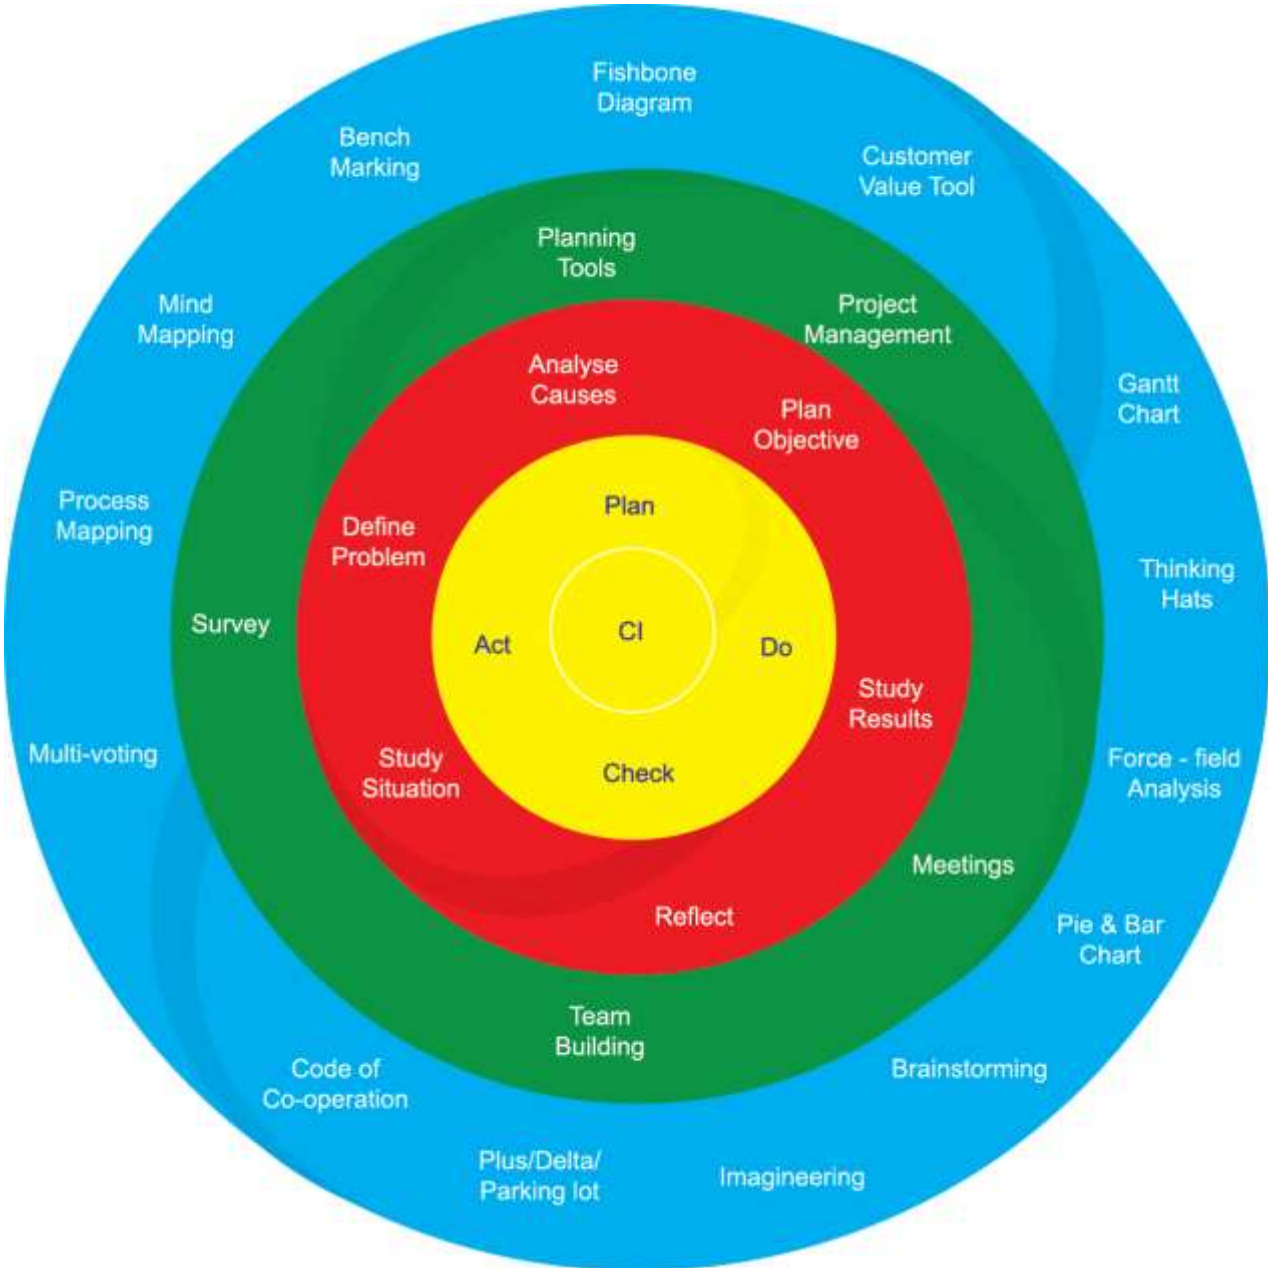 Fishbone
Diagram
Bench
Marking
Customer
Value Tool
Planning
Tools
Mind
Mapping
Project
Management
Analyse
Causes
Gantt
Chart
Plan
Objective
Process
Mapping
Plan
Define
Problem
Thinking
Hats
Survey
CI
Act
Do
Study
Results
Multi-voting
Study
Situation
Check
Force - field
Analysis
Meetings
Reflect
Pie & Bar
Chart
Team
Building
Code of
Co-operation
Brainstorming
Plus/Delta/
Parking lot
Imagineering